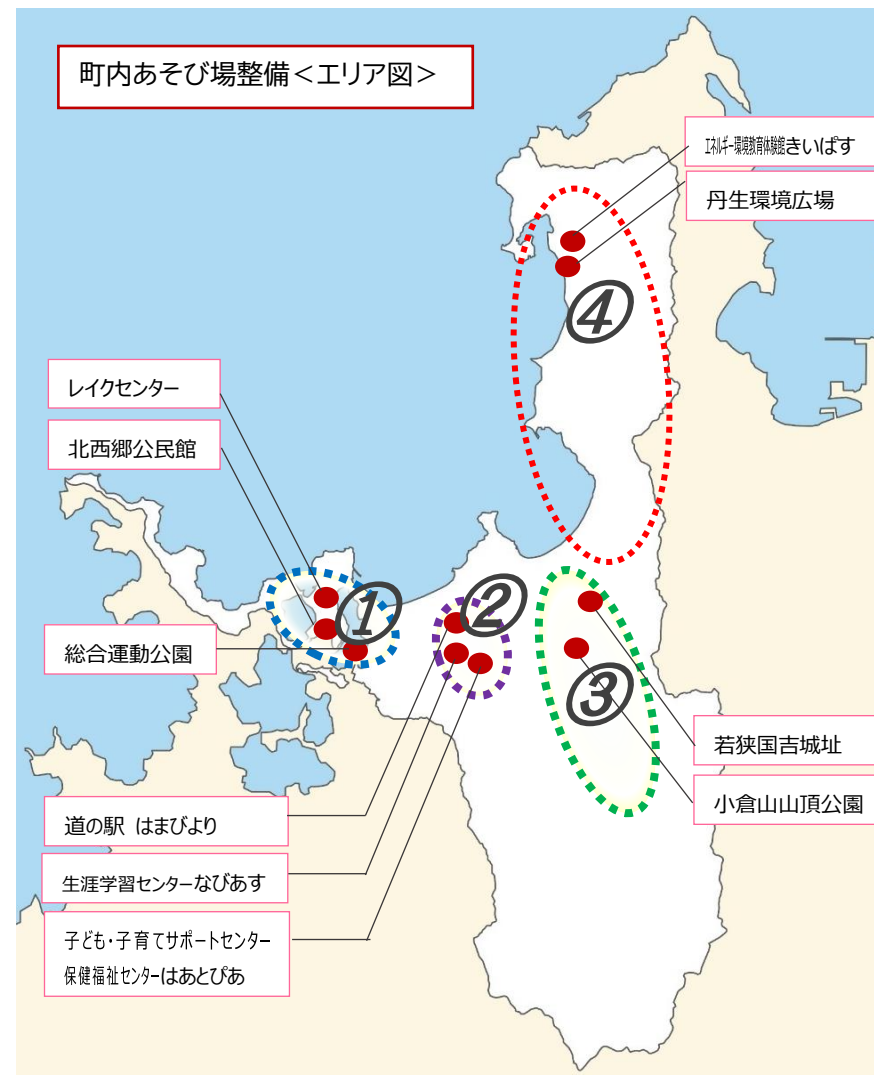 町内あそび場整備＜エリア図＞
エネルギー環境教育体験館きいぱす
丹生環境広場
④
レイクセンター
北西郷公民館
①
②
総合運動公園
③
若狭国吉城址
小倉山山頂公園
道の駅 はまびより
生涯学習センターなびあす
子ども・子育てサポートセンター
保健福祉センターはあとぴあ